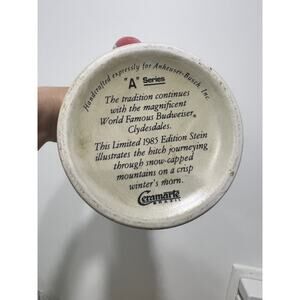 Handcrafted expressly for Anheuser-Busch, Inc.
"A" Series
The tradition continues
with the magnificent
World Famous Budweiser®
Clydesdales.
This Limited 1985 Edition Stein
illustrates the hitch journeying
through snow-capped
mountains on a crisp
winter's morn.
Ceramarte
BRAZIL